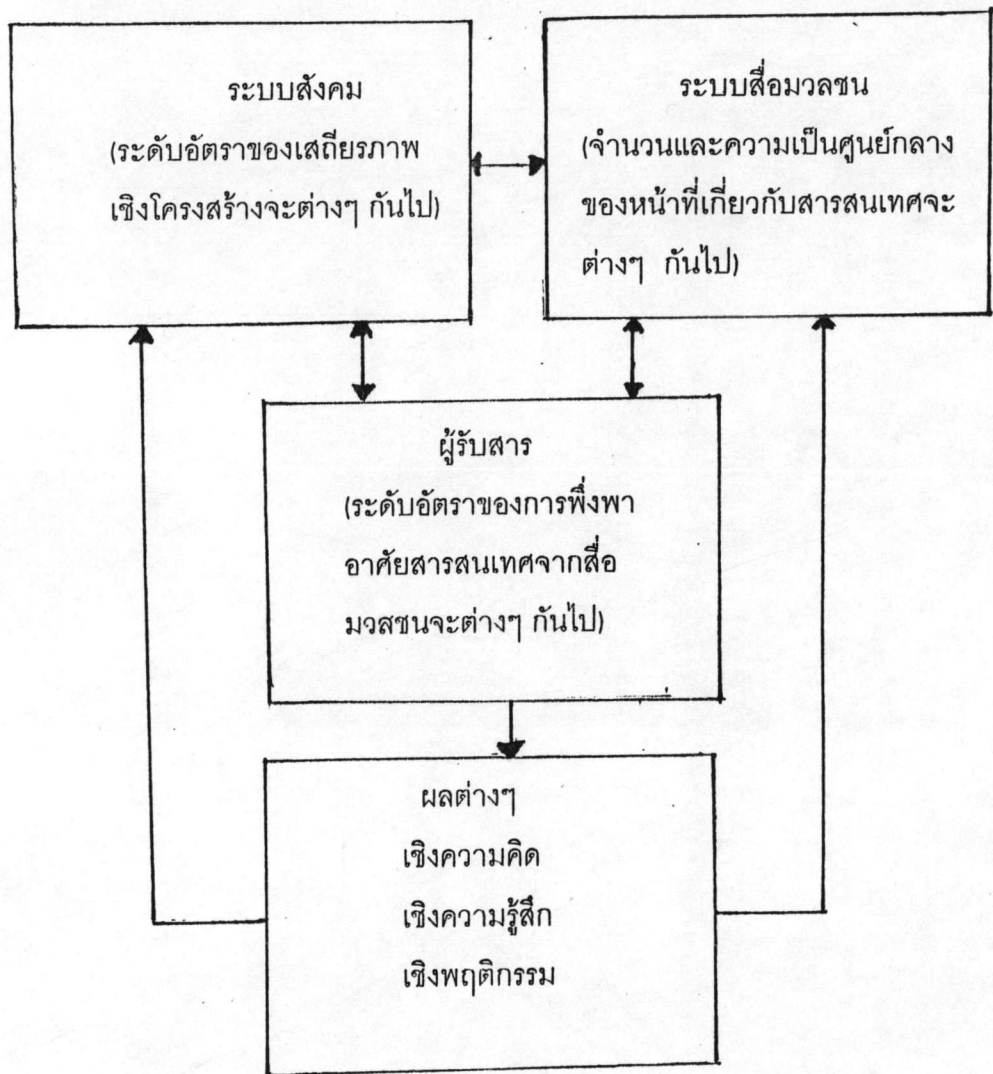 ระบบสังคม
(ระดับอัตราของเสถียรภาพ
เชิงโครงสร้างจะต่างๆ กันไป)
ระบบสื่อมวลชน
(จำนวนและความเป็นศูนย์กลาง
ของหน้าที่เกี่ยวกับสารสนเทศจะ
ต่างๆ กันไป)
ผู้รับสาร
(ระดับอัตราของการพึ่งพา
อาศัยสารสนเทศจากสื่อ
มวสชนจะต่างๆ กันไป)
ผลต่างๆ
เชิงความคิด
เชิงความรู้สึก
เชิงพฤติกรรม